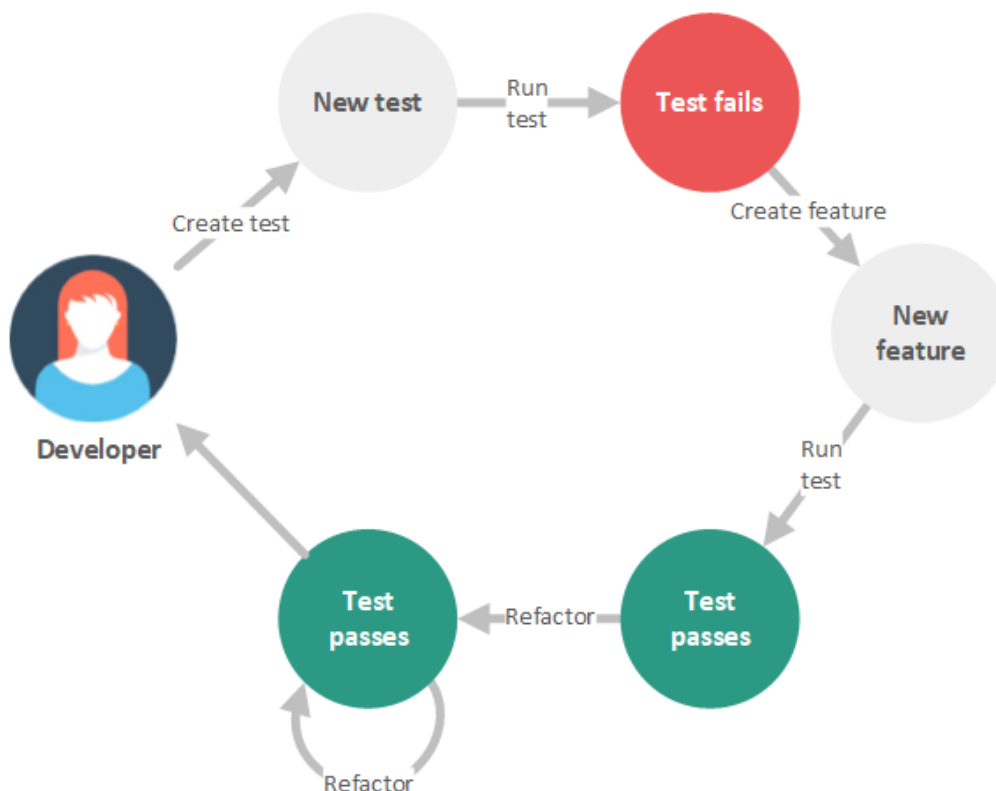 New test
Run
test
Test fails
Create test
Create feature
New
feature
Developer
Run
test
Test
passes
Refactor
Test
passes
Refactor